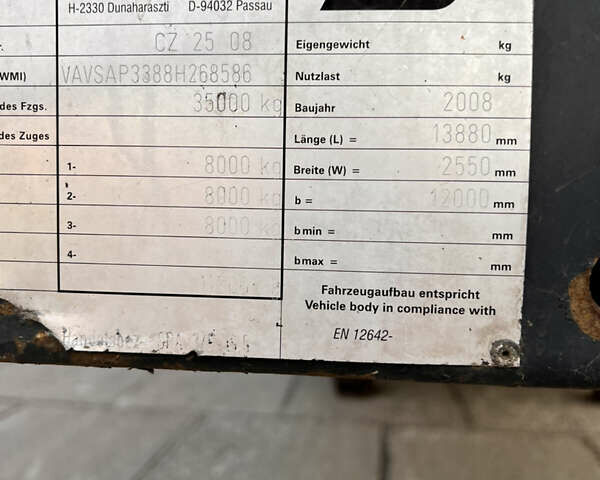 H-2330 Dunaharaszti D-94032 Passau
r. CZ 25 08
Eigengewicht kg
(WMI) VAVSAP3388H268586
Nutzlast kg
des Fzgs. 35000 kg
Baujahr 2008
des Zuges
Länge (L) = 13880 mm
1- 8000 kg
Breite (W) = 2550 mm
2- 8000 kg
b = 12000 mm
3- 8000 kg
b min = mm
4-
b max = mm
Fahrzeugaufbau entspricht
Vehicle body in compliance with
EN 12642-